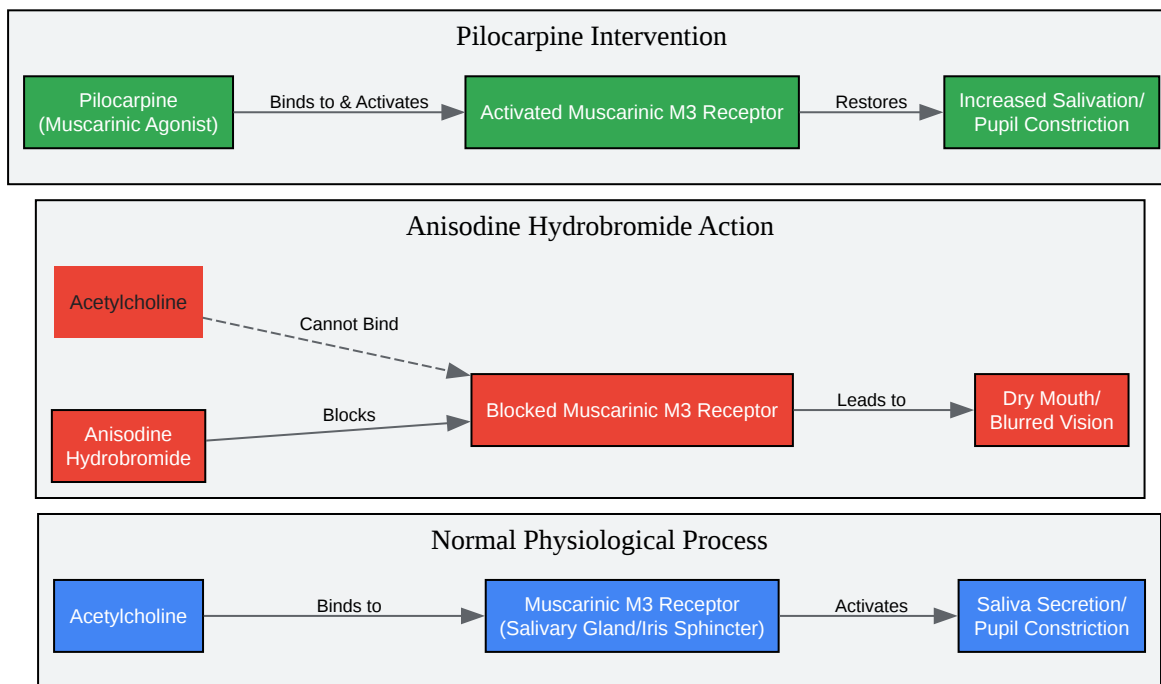 Pilocarpine Intervention
Pilocarpine
(Muscarinic Agonist)
Binds to & Activates
Activated Muscarinic M3 Receptor
Restores
Increased Salivation/
Pupil Constriction
Anisodine Hydrobromide Action
Acetylcholine
Cannot Bind
Anisodine
Hydrobromide
Blocks
Blocked Muscarinic M3 Receptor
Leads to
Dry Mouth/
Blurred Vision
Normal Physiological Process
Acetylcholine
Binds to
Muscarinic M3 Receptor
(Salivary Gland/Iris Sphincter)
Activates
Saliva Secretion/
Pupil Constriction